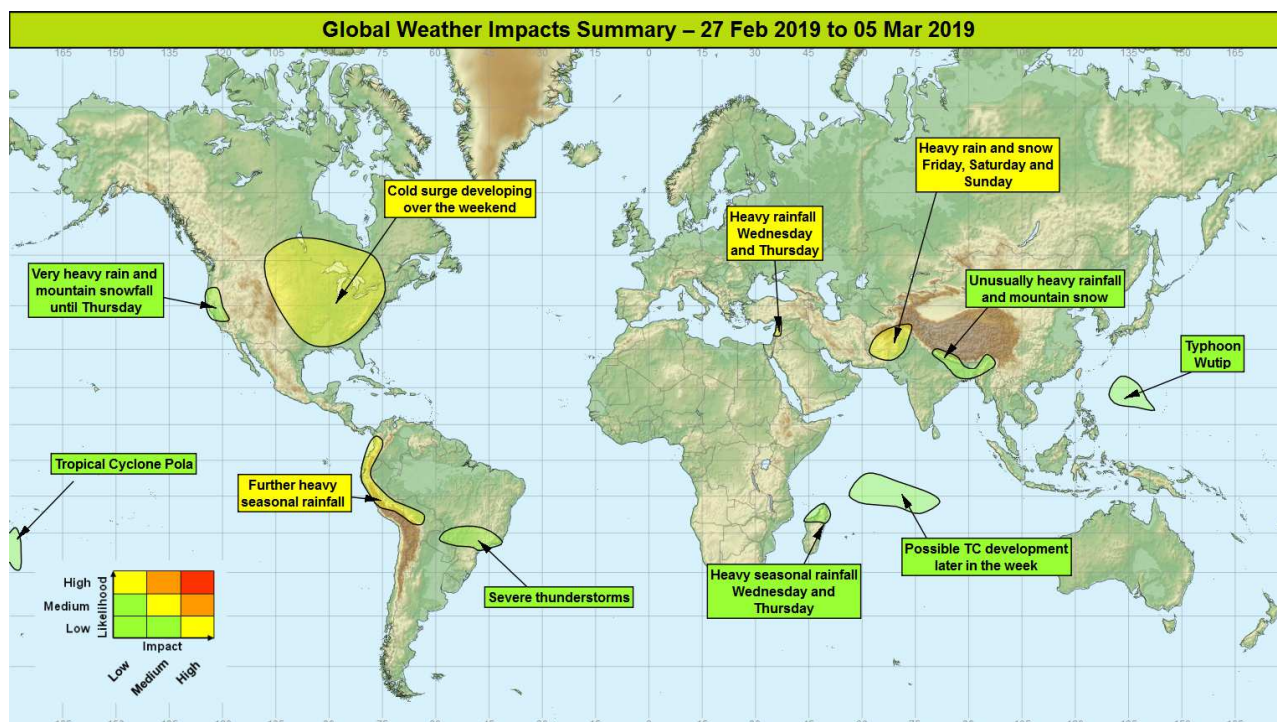 Global Weather Impacts Summary – 27 Feb 2019 to 05 Mar 2019
165 135 120 105 90 75 60 45 30 15 0 15 30 45 60 75 90 105 120 135 150 165
Heavy rain and snow
Friday, Saturday and
Sunday
Cold surge developing
over the weekend
Heavy rainfall
Wednesday
and Thursday
Very heavy rain and
mountain snowfall
until Thursday
Unusually heavy rainfall
and mountain snow
Typhoon
Wutip
Tropical Cyclone Pola
Further heavy
seasonal rainfall
Possible TC development
later in the week
Severe thunderstorms
Heavy seasonal rainfall
Wednesday and
Thursday
High
Medium
Low
Likelihood
Impact
Low
Medium
High